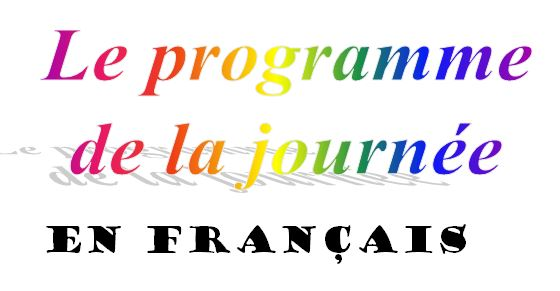 Le programme
de la journée
EN FRANÇAIS